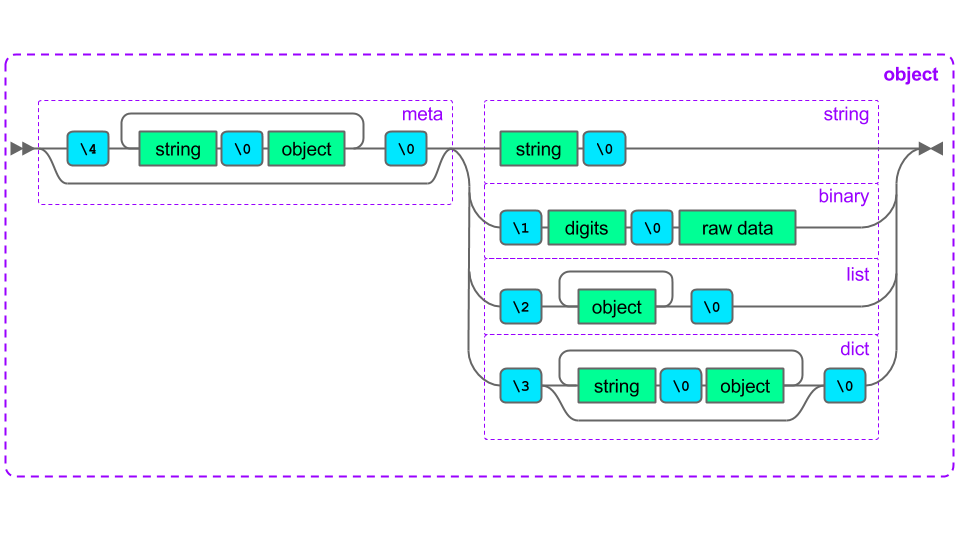 object
meta
string
\4 string \0 object \0
string \0
binary
\1 digits \0 raw data
list
\2 object \0
dict
\3 string \0 object \0